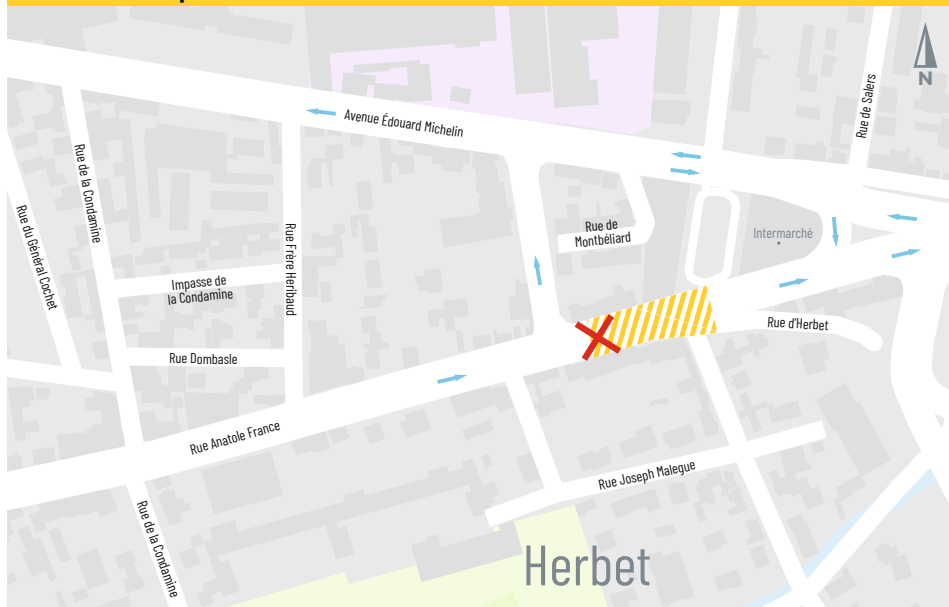 N
Rue de Salers
Avenue Édouard Michelin
Rue de la Condamine
Rue du Général Cochet
Rue Frère Heribaud
Rue de
Montbéliard
Intermarché
Impasse de
la Condamine
Rue d'Herbet
Rue Dombasle
Rue Anatole France
Rue Joseph Malegue
Rue de la Condamine
Herbet